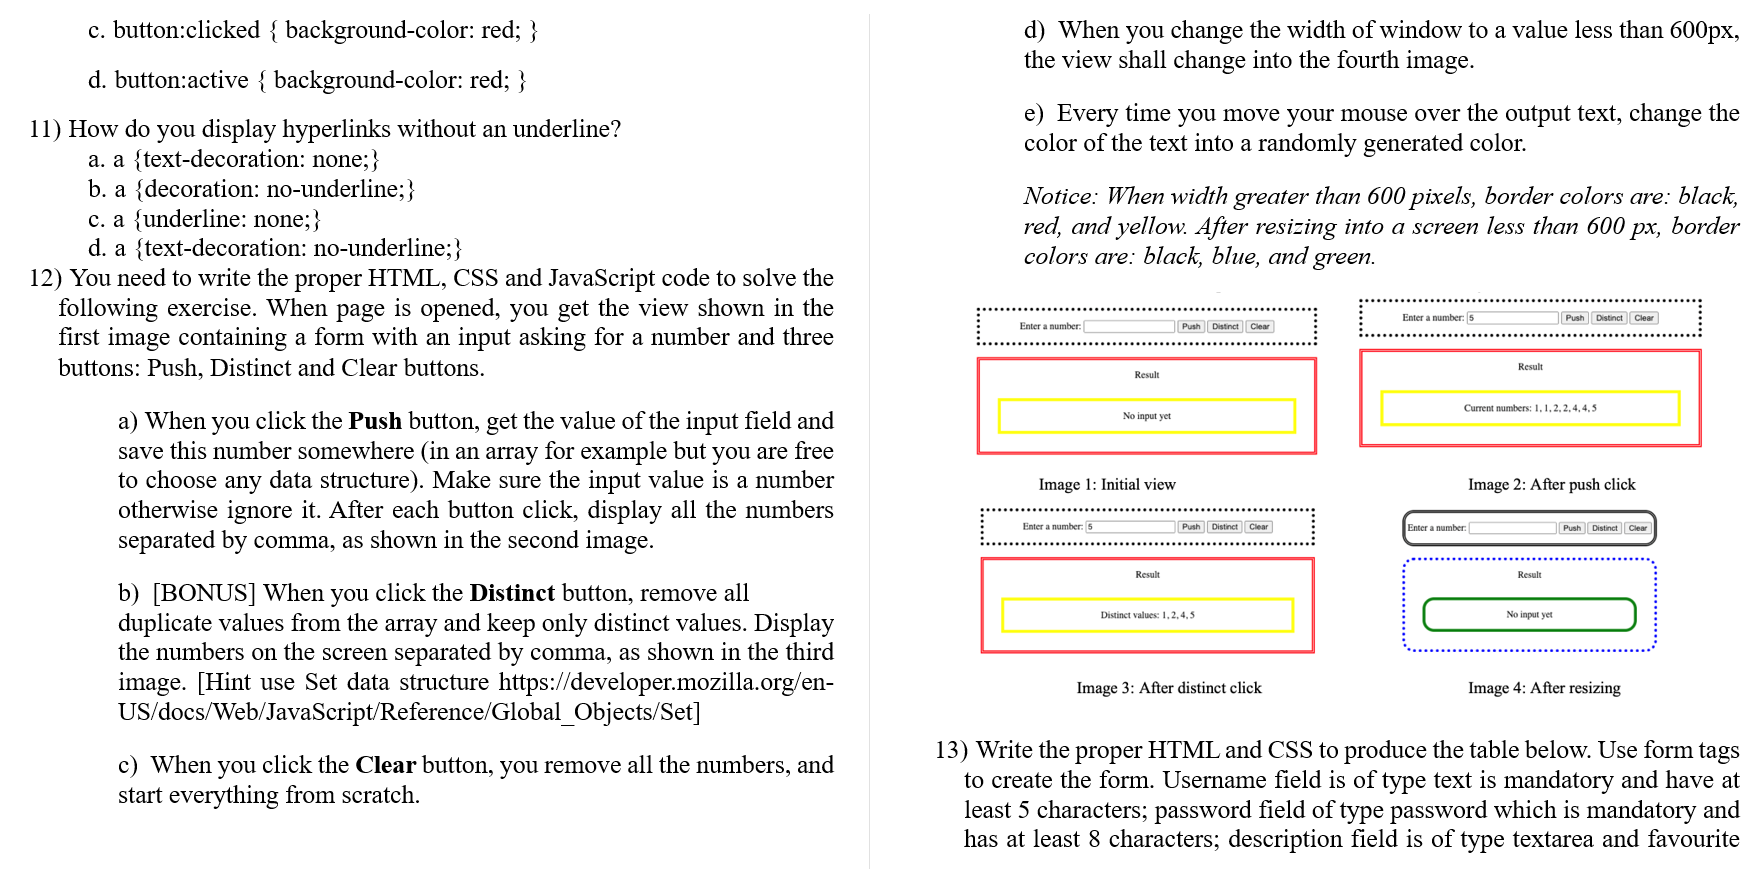 c. button:clicked { background-color: red; }
d. button:active { background-color: red; }
11) How do you display hyperlinks without an underline?
a. a {text-decoration: none;}
b. a {decoration: no-underline;}
c. a {underline: none;}
d. a {text-decoration: no-underline;}
12) You need to write the proper HTML, CSS and JavaScript code to solve the
following exercise. When page is opened, you get the view shown in the
first image containing a form with an input asking for a number and three
buttons: Push, Distinct and Clear buttons.
a) When you click the Push button, get the value of the input field and
save this number somewhere (in an array for example but you are free
to choose any data structure). Make sure the input value is a number
otherwise ignore it. After each button click, display all the numbers
separated by comma, as shown in the second image.
b) [BONUS] When you click the Distinct button, remove all
duplicate values from the array and keep only distinct values. Display
the numbers on the screen separated by comma, as shown in the third
image. [Hint use Set data structure https://developer.mozilla.org/en-
US/docs/Web/JavaScript/Reference/Global_Objects/Set]
c) When you click the Clear button, you remove all the numbers, and
start everything from scratch.
d) When you change the width of window to a value less than 600px,
the view shall change into the fourth image.
e) Every time you move your mouse over the output text, change the
color of the text into a randomly generated color.
Notice: When width greater than 600 pixels, border colors are: black,
red, and yellow. After resizing into a screen less than 600 px, border
colors are: black, blue, and green.
Enter a number: Push Distinct Clear
Result
No input yet
Image 1: Initial view
Enter a number: 5 Push Distinct Clear
Result
Current numbers: 1, 1, 2, 2, 4, 4, 5
Image 2: After push click
Enter a number: 5 Push Distinct Clear
Result
Distinct values: 1, 2, 4, 5
Image 3: After distinct click
Enter a number: Push Distinct Clear
Result
No input yet
Image 4: After resizing
13) Write the proper HTML and CSS to produce the table below. Use form tags
to create the form. Username field is of type text is mandatory and have at
least 5 characters; password field of type password which is mandatory and
has at least 8 characters; description field is of type textarea and favourite